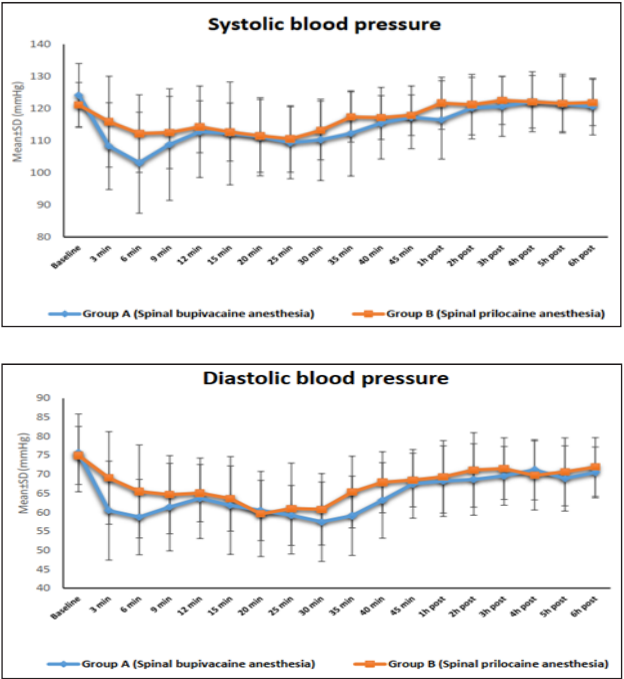 Systolic blood pressure
140
130
120
110
100
90
80
Mean±SD (mmHg)
Baseline 3 min 6 min 9 min 12 min 15 min 20 min 25 min 30 min 35 min 40 min 45 min 1h post 2h post 3h post 4h post 5h post 6h post
Group A (Spinal bupivacaine anesthesia) Group B (Spinal prilocaine anesthesia)
Diastolic blood pressure
90
85
80
75
70
65
60
55
50
45
40
Mean±SD(mmHg)
Baseline 3 min 6 min 9 min 12 min 15 min 20 min 25 min 30 min 35 min 40 min 45 min 1h post 2h post 3h post 4h post 5h post 6h post
Group A (Spinal bupivacaine anesthesia) Group B (Spinal prilocaine anesthesia)